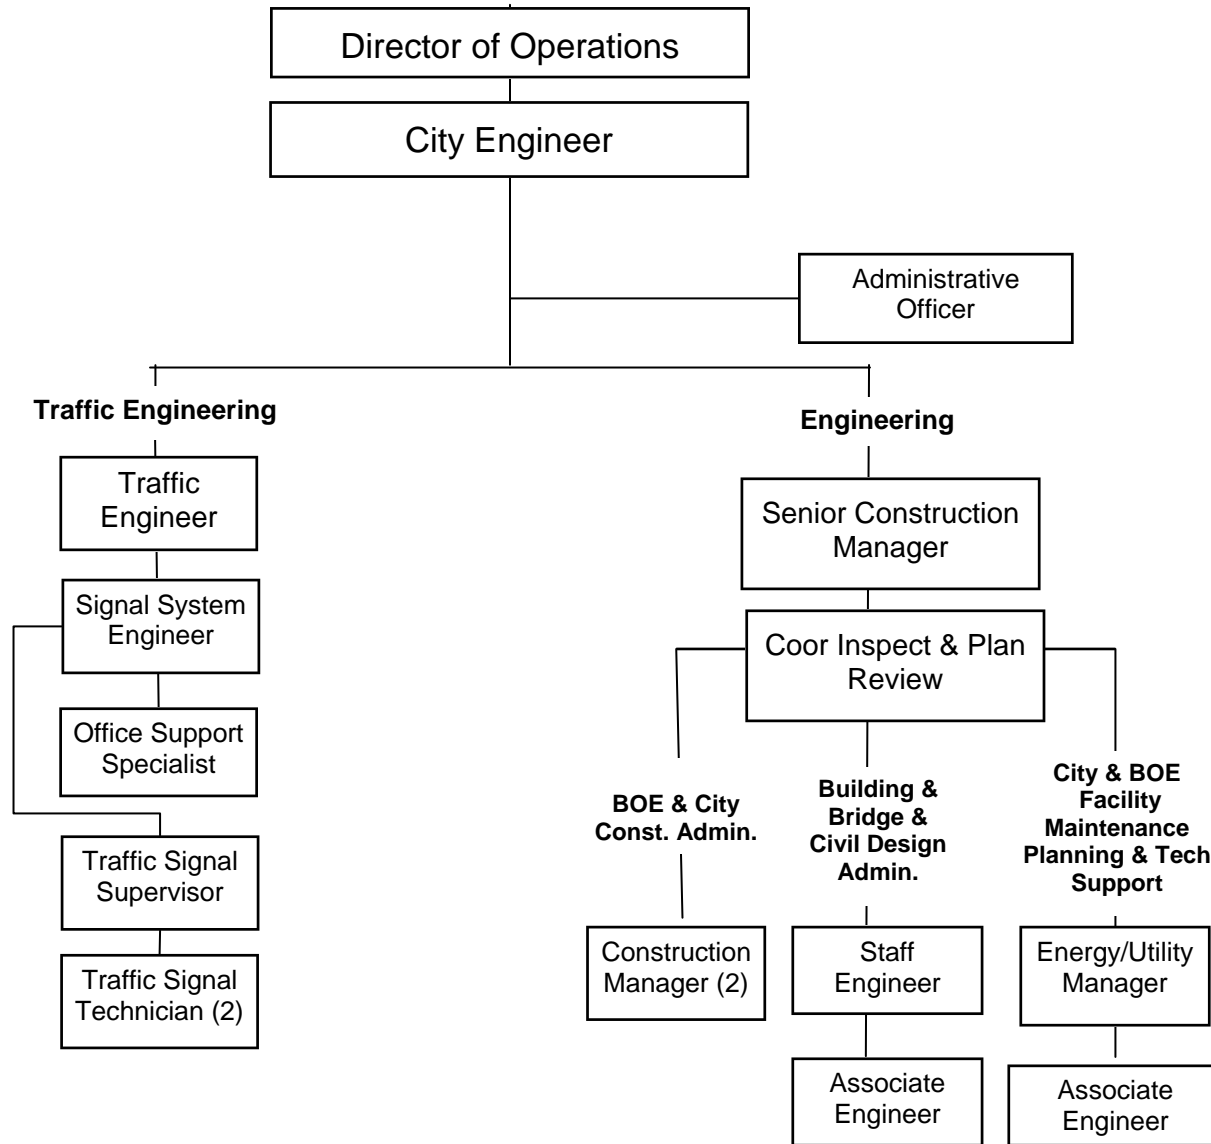 Director of Operations
City Engineer
Administrative
Officer
Traffic Engineering
Traffic
Engineer
Signal System
Engineer
Office Support
Specialist
Traffic Signal
Supervisor
Traffic Signal
Technician (2)
Engineering
Senior Construction
Manager
Coor Inspect & Plan
Review
BOE & City
Const. Admin.
Construction
Manager (2)
Building &
Bridge &
Civil Design
Admin.
Staff
Engineer
Associate
Engineer
City & BOE
Facility
Maintenance
Planning & Tech
Support
Energy/Utility
Manager
Associate
Engineer